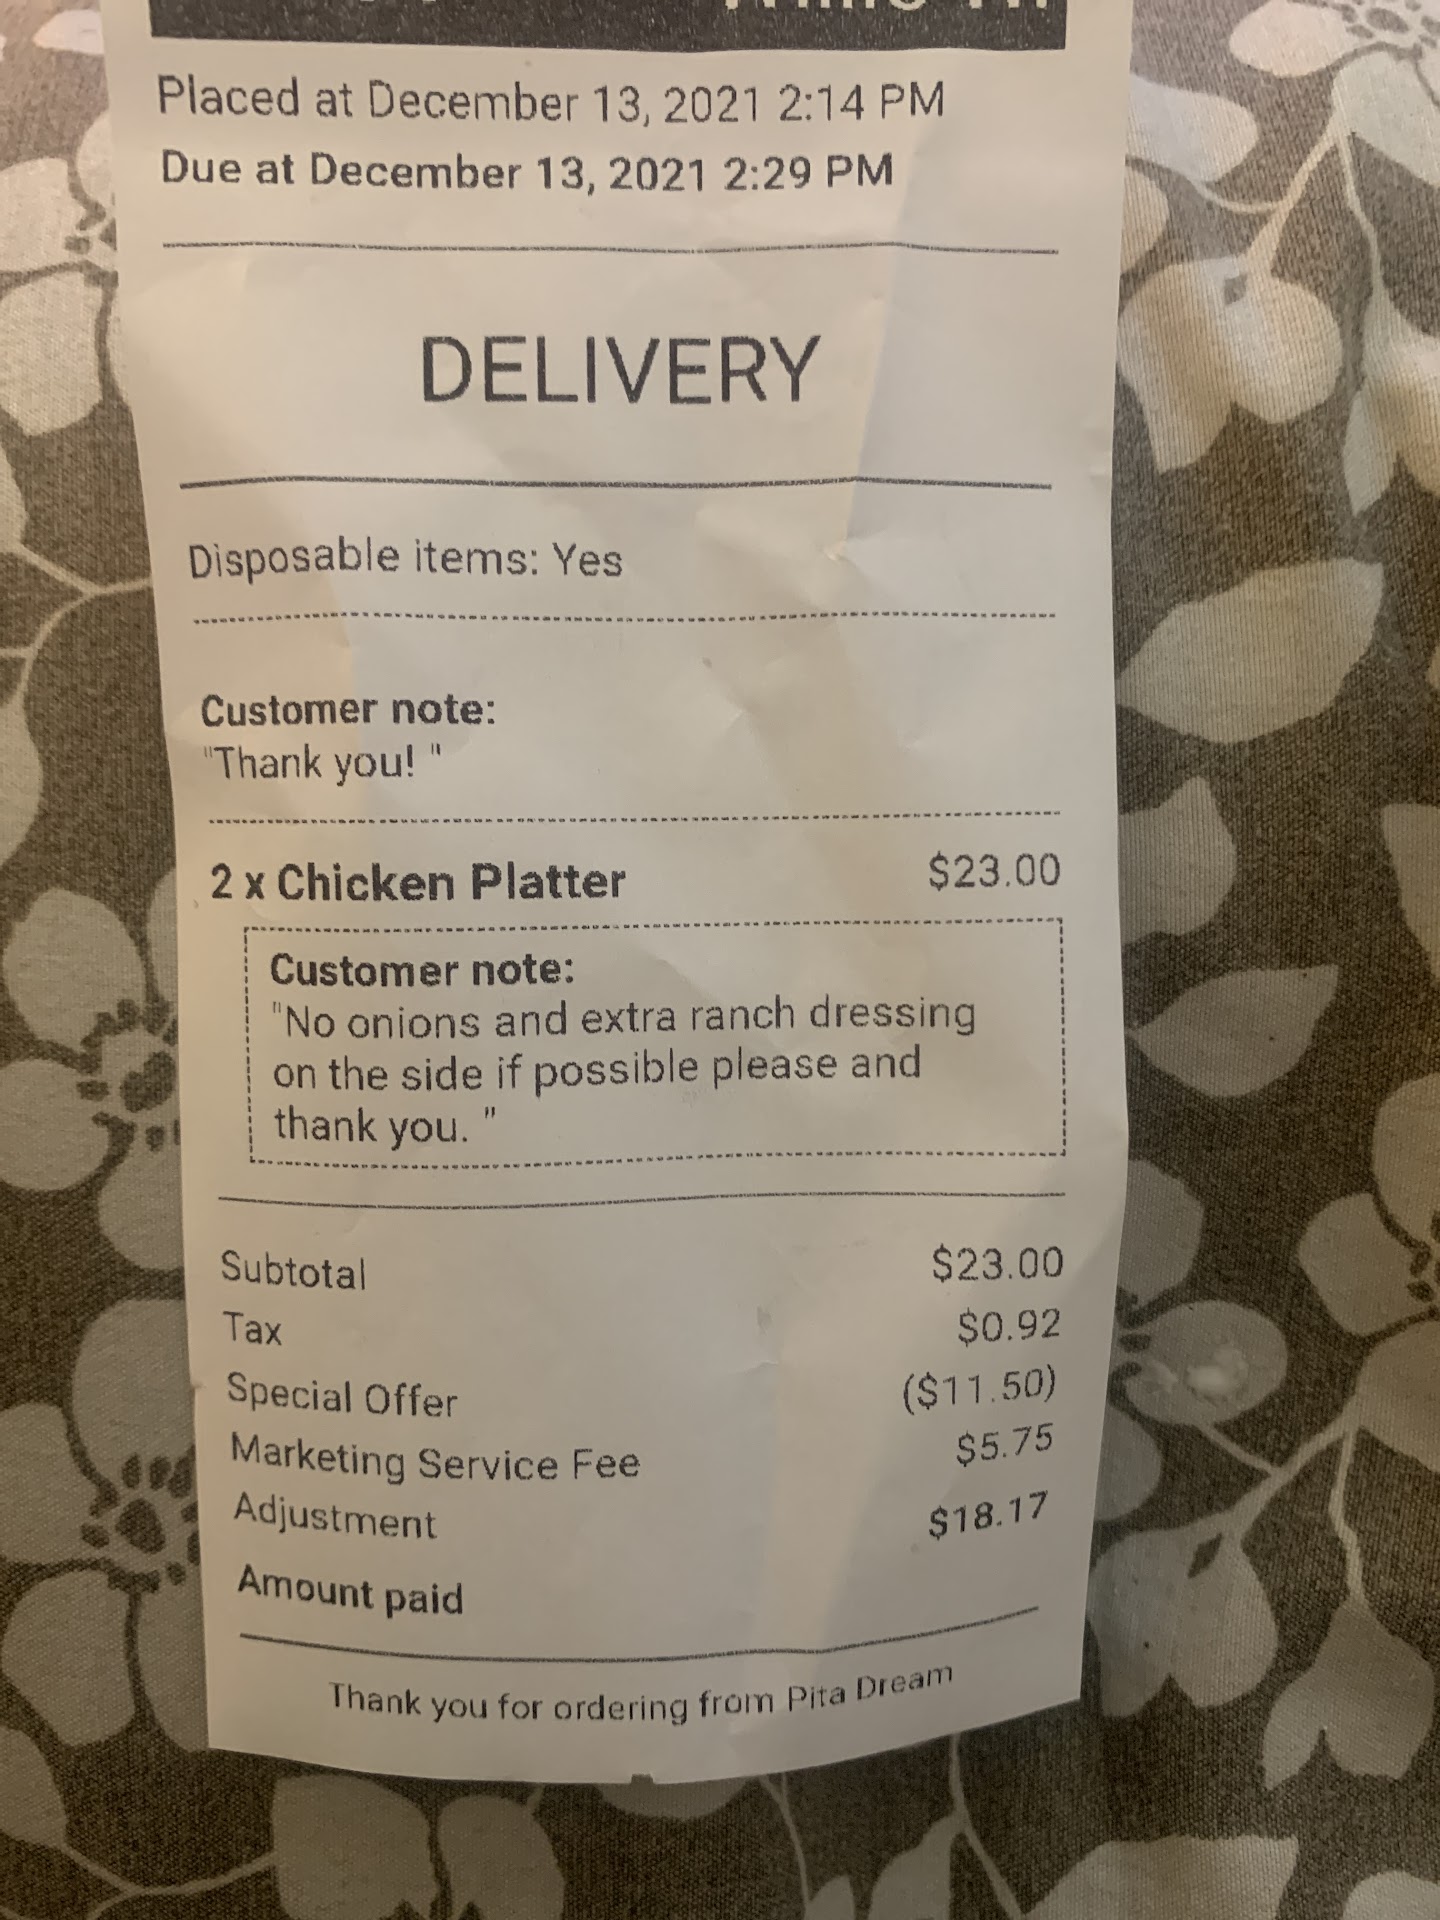 Placed at December 13, 2021 2:14 PM
Due at December 13, 2021 2:29 PM
DELIVERY
Disposable items: Yes
Customer note:
"Thank you! "
2 x Chicken Platter $23.00
Customer note:
"No onions and extra ranch dressing
on the side if possible please and
thank you. "
Subtotal $23.00
Tax $0.92
Special Offer ($11.50)
Marketing Service Fee $5.75
Adjustment $18.17
Amount paid
Thank you for ordering from Pita Dream